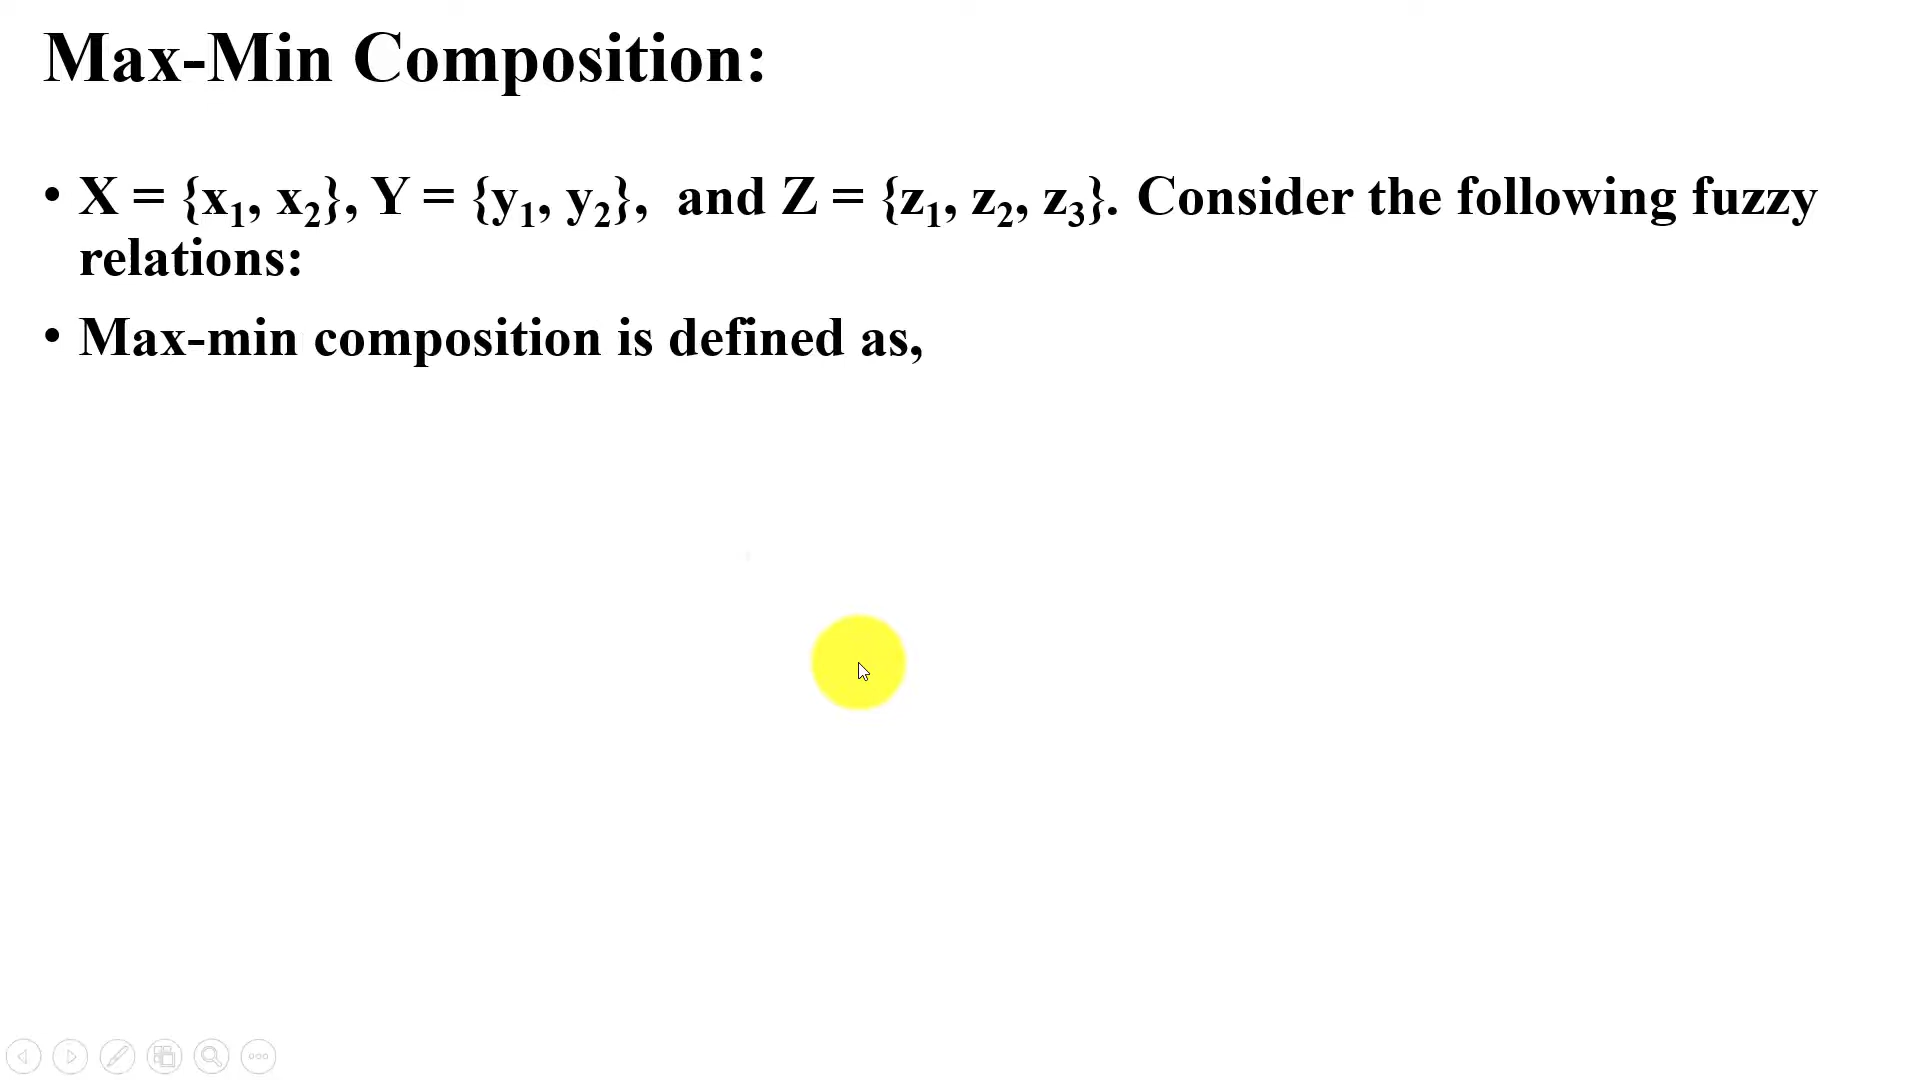 Max-Min Composition:
• X = {x₁, x₂}, Y = {y₁, y₂},  and Z = {z₁, z₂, z₃}. Consider the following fuzzy
relations:
• Max-min composition is defined as,